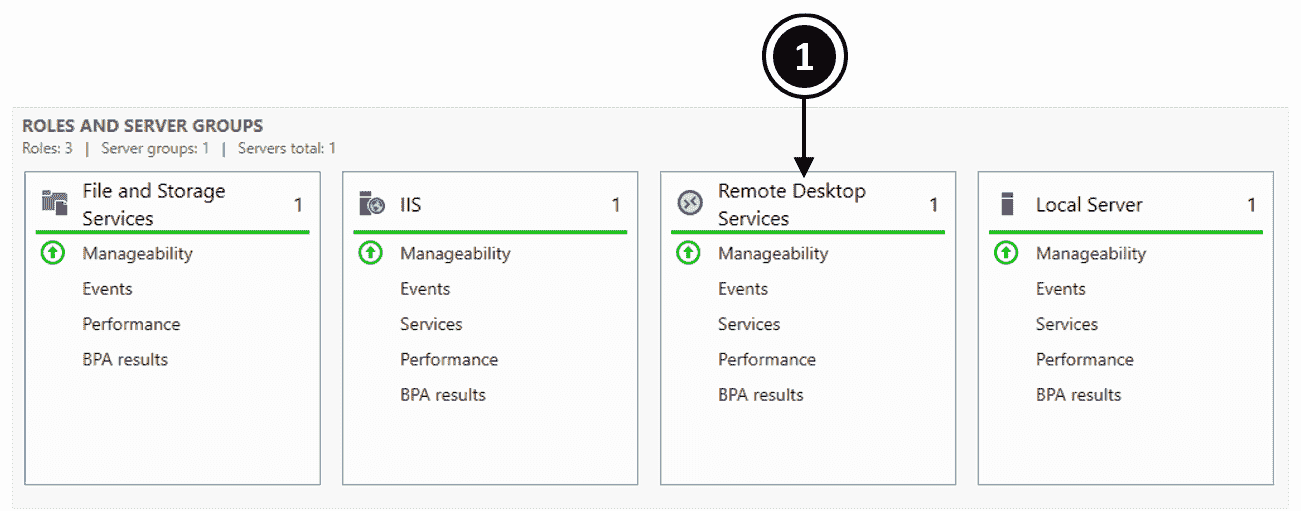 1
ROLES AND SERVER GROUPS
Roles: 3 | Server groups: 1 | Servers total: 1
File and Storage
Services
1
Manageability
Events
Performance
BPA results
IIS
1
Manageability
Events
Services
Performance
BPA results
Remote Desktop
Services
1
Manageability
Events
Services
Performance
BPA results
Local Server
1
Manageability
Events
Services
Performance
BPA results